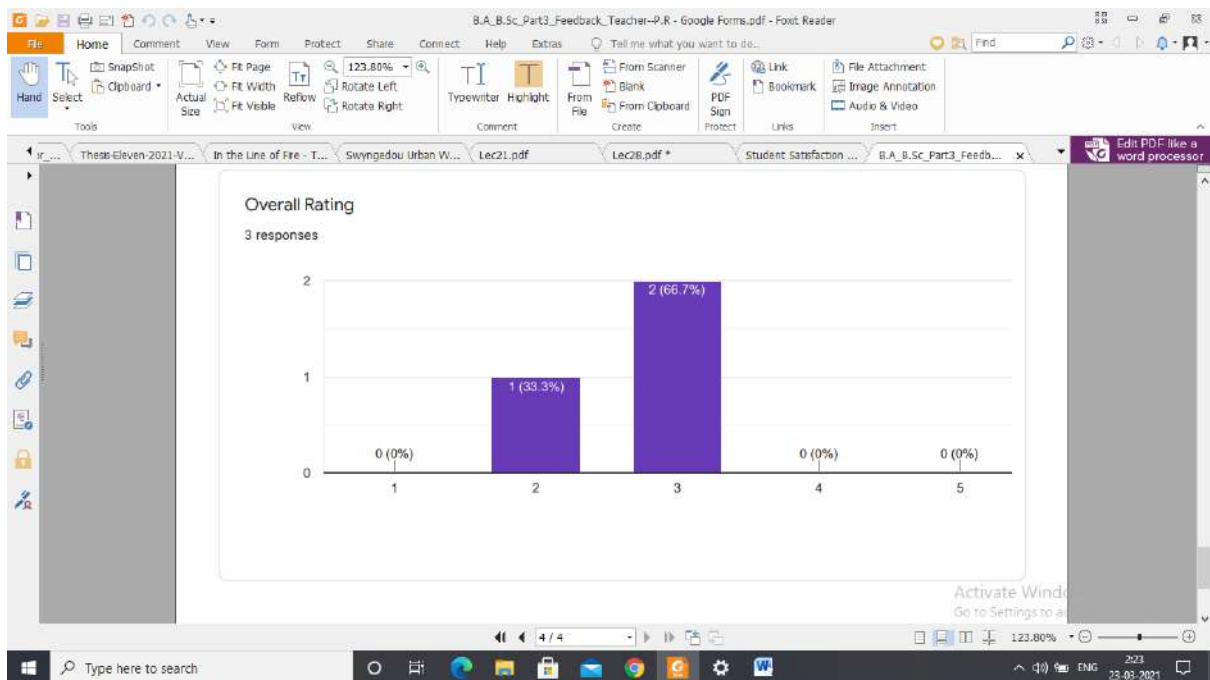 B.A_B.Sc_Part3_Feedback_Teacher--P.R - Google Forms.pdf - Foxit Reader
File Home Comment View Form Protect Share Connect Help Extras Tell me what you want to do... Find
Hand
Select
SnapShot
Clipboard
Actual Size
Fit Page
Fit Width
Fit Visible
Reflow
123.80%
Rotate Left
Rotate Right
Typewriter
Highlight
From File
From Scanner
Blank
From Clipboard
PDF Sign
Link
Bookmark
File Attachment
Image Annotation
Audio & Video
Tools View Comment Create Protect Links Insert
Thesis-Eleven-2021-V... In the Line of Fire - T... Swyngedou Urban W... Lec21.pdf Lec28.pdf * Student Satisfaction ... B.A_B.Sc_Part3_Feedb... x
Edit PDF like a
word processor
Overall Rating
3 responses
2
2 (66.7%)
1
1 (33.3%)
0 (0%) 0 (0%) 0 (0%)
0
1 2 3 4 5
Activate Wind
Go to Settings to a
4 / 4
123.80%
Type here to search
ENG
2:23
23-03-2021